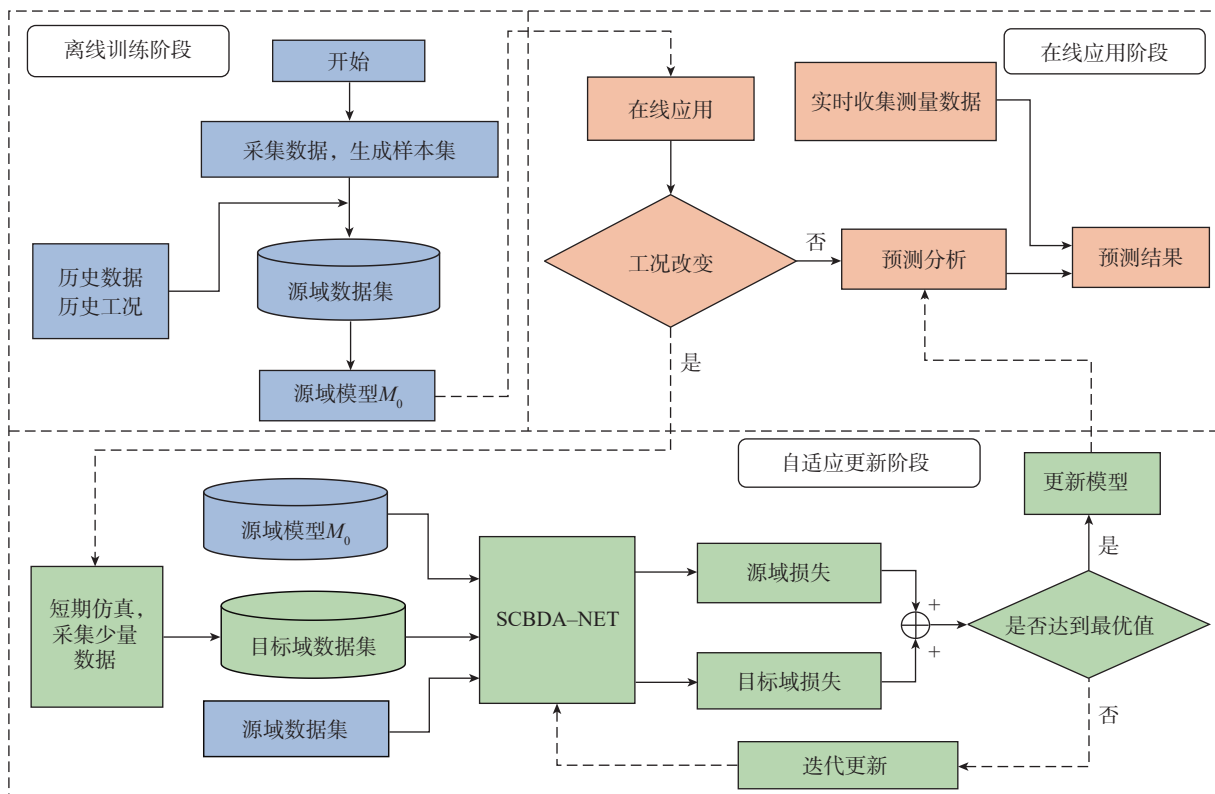 离线训练阶段
开始
采集数据，生成样本集
历史数据
历史工况
源域数据集
源域模型M0
在线应用阶段
在线应用
实时收集测量数据
工况改变
否
预测分析
预测结果
是
自适应更新阶段
更新模型
源域模型M0
是
短期仿真，
采集少量
数据
目标域数据集
源域数据集
SCBDA–NET
源域损失
+
+
目标域损失
是否达到最优值
否
迭代更新